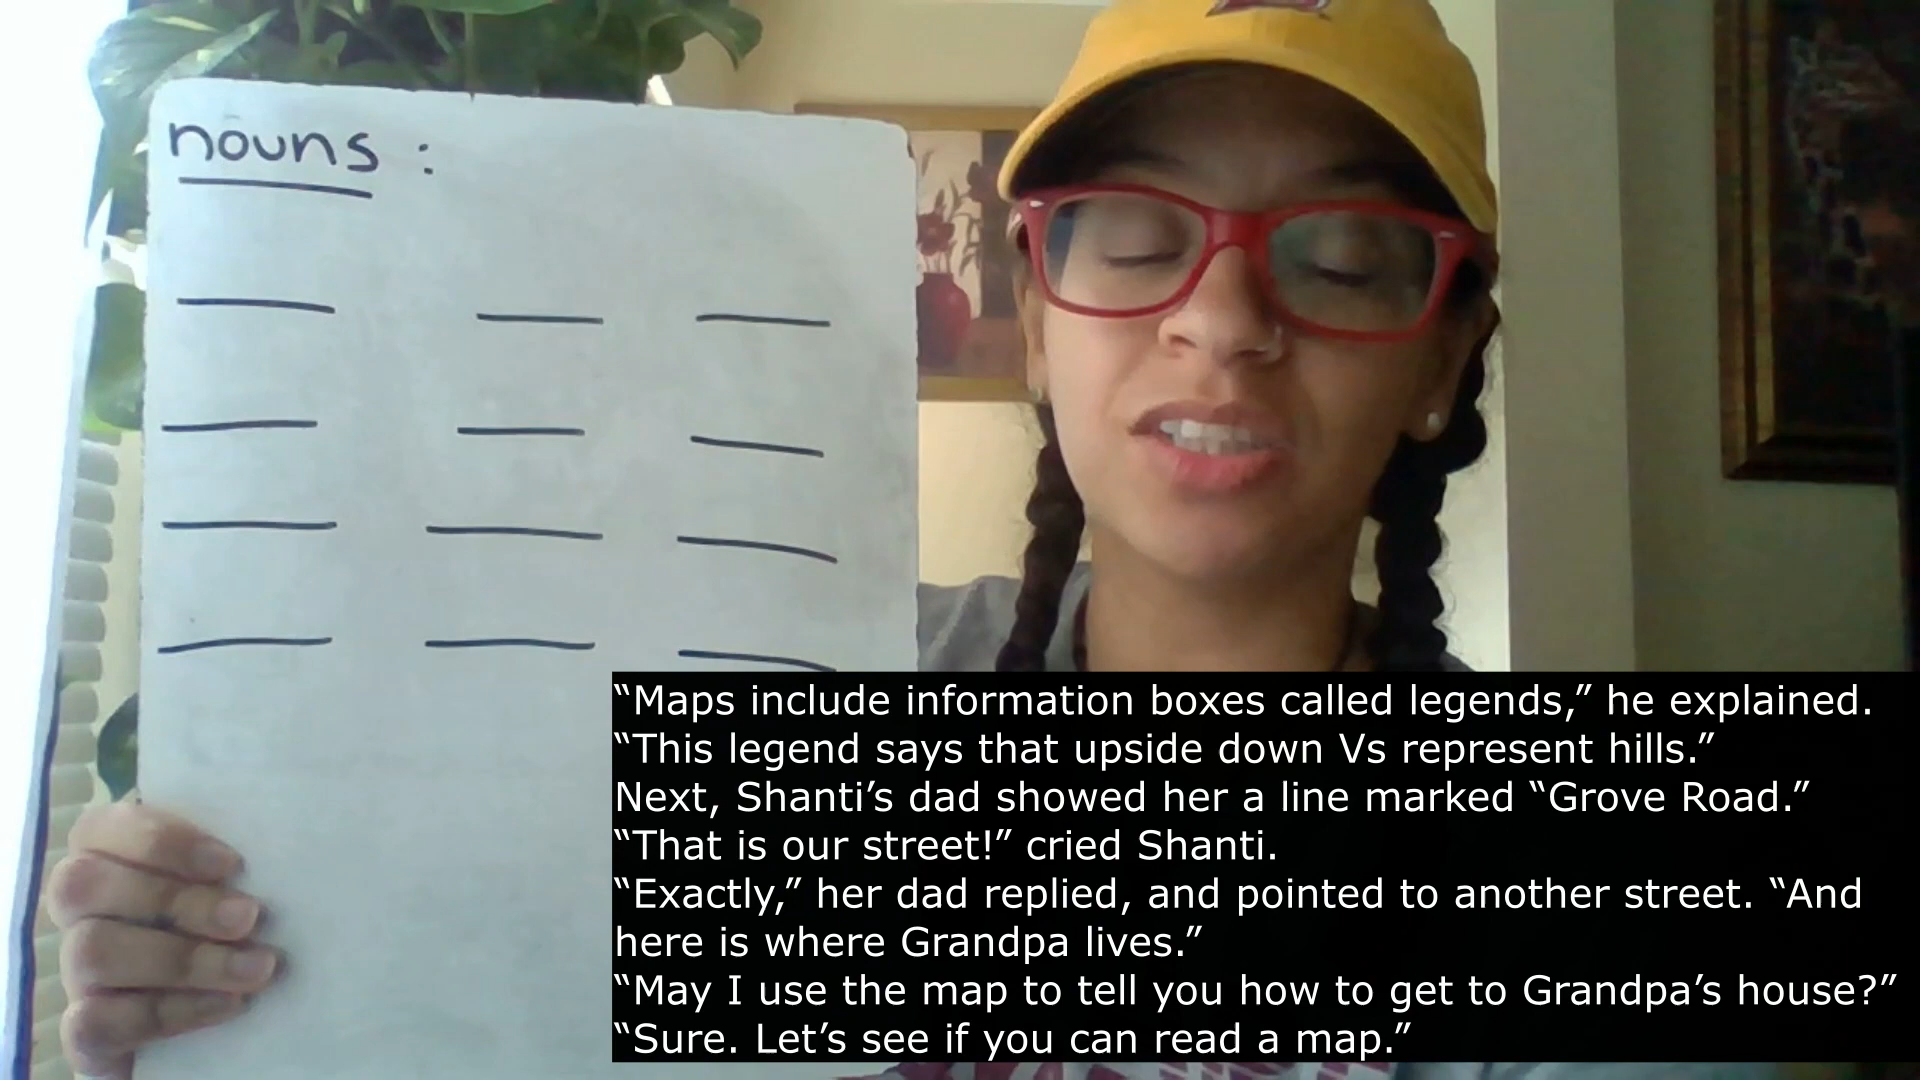 nouns :
“Maps include information boxes called legends,” he explained.
“This legend says that upside down Vs represent hills.”
Next, Shanti’s dad showed her a line marked “Grove Road.”
“That is our street!” cried Shanti.
“Exactly,” her dad replied, and pointed to another street. “And
here is where Grandpa lives.”
“May I use the map to tell you how to get to Grandpa’s house?”
“Sure. Let’s see if you can read a map.”